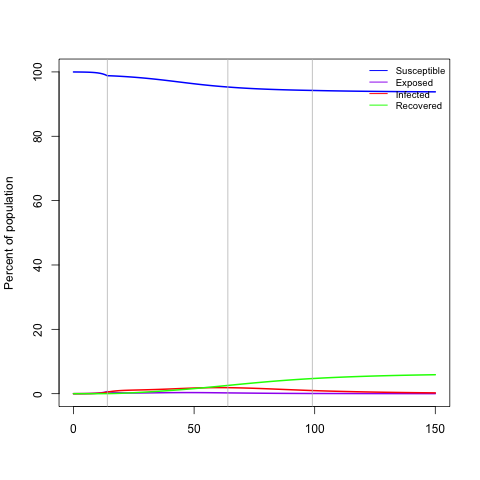 Susceptible
Exposed
Infected
Recovered
Percent of population
100
80
60
40
20
0
0 50 100 150